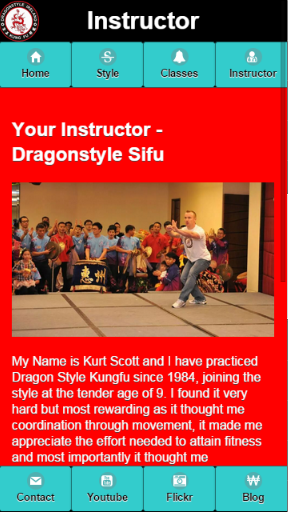 Instructor
Home
Style
Classes
Instructor
Your Instructor -
Dragonstyle Sifu
惠州
My Name is Kurt Scott and I have practiced
Dragon Style Kungfu since 1984, joining the
style at the tender age of 9. I found it very
hard but most rewarding as it thought me
coordination through movement, it made me
appreciate the effort needed to attain fitness
and most importantly it thought me
Contact
Youtube
Flickr
Blog